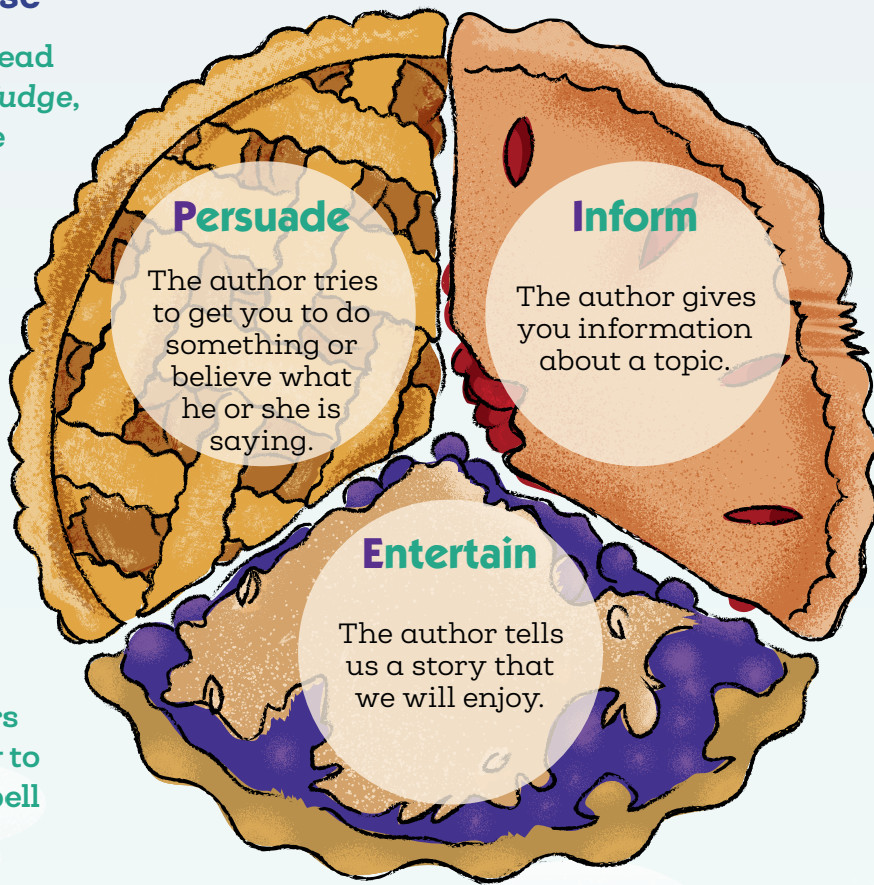 Persuade
The author tries
to get you to do
something or
believe what
he or she is
saying.
Inform
The author gives
you information
about a topic.
Entertain
The author tells
us a story that
we will enjoy.
to